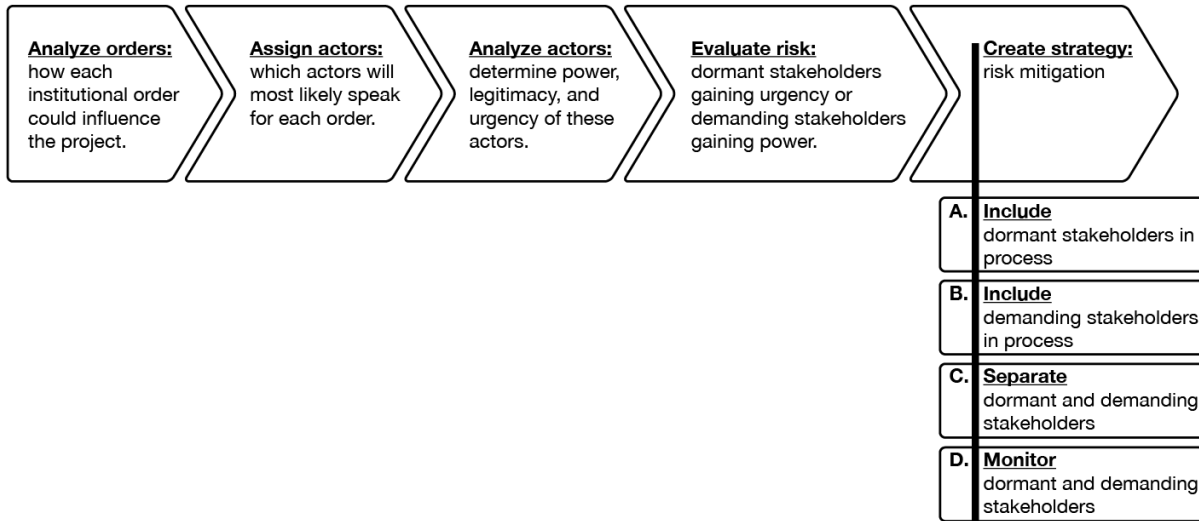 Analyze orders:
how each
institutional order
could influence
the project.
Assign actors:
which actors will
most likely speak
for each order.
Analyze actors:
determine power,
legitimacy, and
urgency of these
actors.
Evaluate risk:
dormant stakeholders
gaining urgency or
demanding stakeholders
gaining power.
Create strategy:
risk mitigation
A. Include
dormant stakeholders in
process
B. Include
demanding stakeholders
in process
C. Separate
dormant and demanding
stakeholders
D. Monitor
dormant and demanding
stakeholders